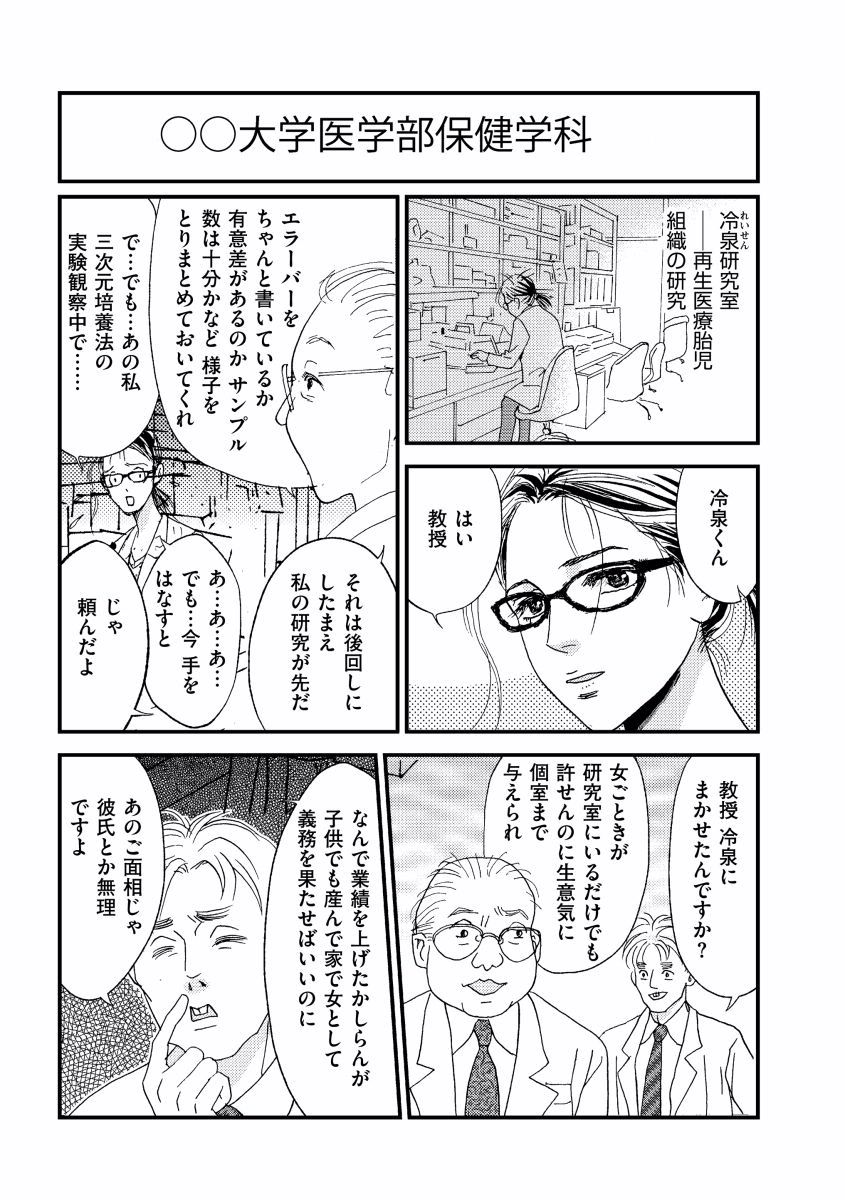 ○○大学医学部保健学科
冷泉研究室
れいせん
――再生医療胎児
組織の研究
冷泉くん
はい
教授
エラーバーを
ちゃんと書いているか
有意差があるのか サンプル
数は十分かなど 様子を
とりまとめておいてくれ
で…でも…あの私
三次元培養法の
実験観察中で……
それは後回しに
したまえ
私の研究が先だ
あ…あ…あ…
でも…今 手を
はなすと
じゃ
頼んだよ
教授 冷泉に
まかせたんですか?
女ごときが
研究室にいるだけでも
許せんのに生意気に
個室まで
与えられ
なんで業績を上げたかしらんが
子供でも産んで家で女として
義務を果たせばいいのに
あのご面相じゃ
彼氏とか無理
ですよ